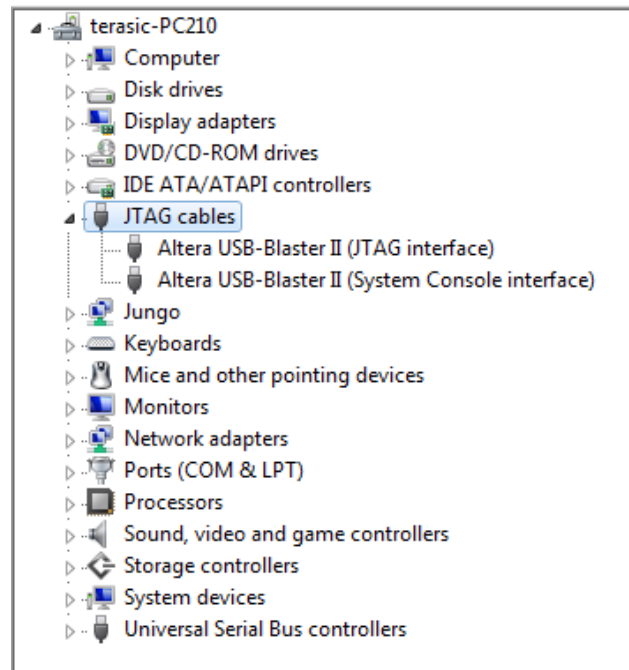 terasic-PC210
Computer
Disk drives
Display adapters
DVD/CD-ROM drives
IDE ATA/ATAPI controllers
JTAG cables
Altera USB-Blaster II (JTAG interface)
Altera USB-Blaster II (System Console interface)
Jungo
Keyboards
Mice and other pointing devices
Monitors
Network adapters
Ports (COM & LPT)
Processors
Sound, video and game controllers
Storage controllers
System devices
Universal Serial Bus controllers